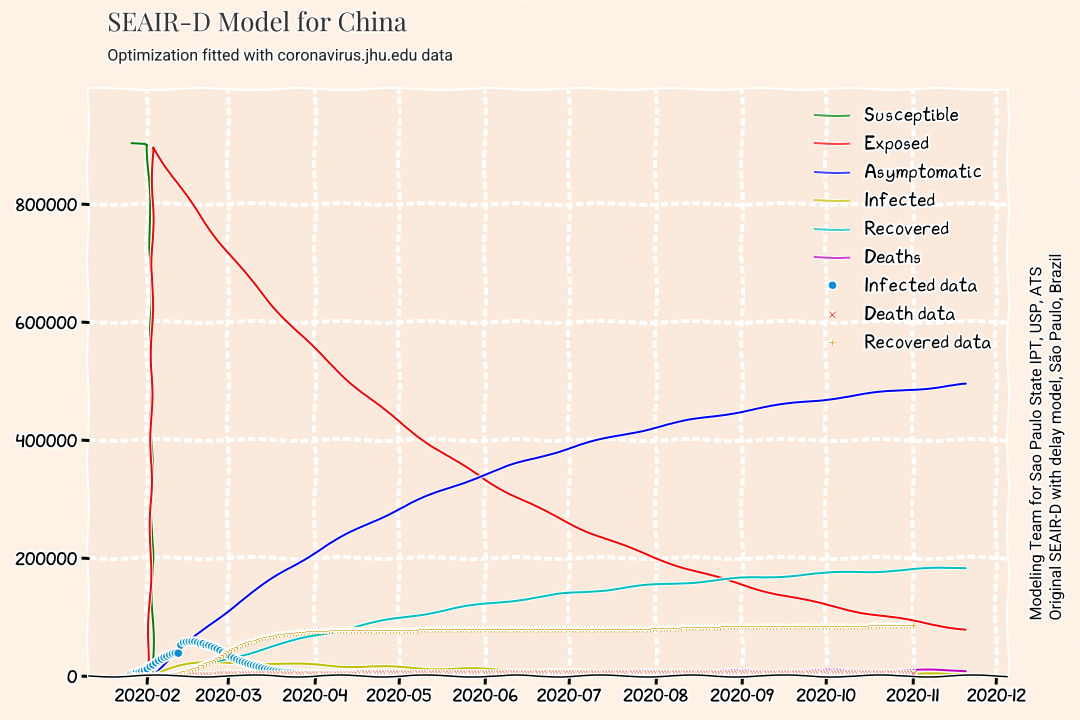 SEAIR-D Model for China
Optimization fitted with coronavirus.jhu.edu data
Susceptible
Exposed
Asymptomatic
Infected
Recovered
Deaths
Infected data
Death data
Recovered data
800000
600000
400000
200000
0
2020-02
2020-03
2020-04
2020-05
2020-06
2020-07
2020-08
2020-09
2020-10
2020-11
2020-12
Modeling Team for Sao Paulo State IPT, USP, ATS
Original SEAIR-D with delay model, São Paulo, Brazil